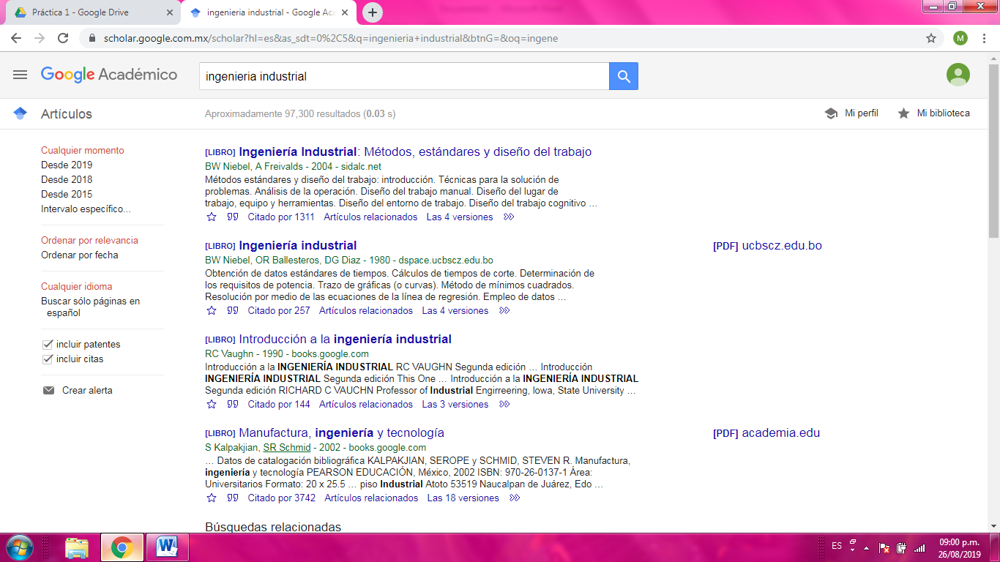 Práctica 1 - Google Drive
ingenieria industrial - Google Aca
scholar.google.com.mx/scholar?hl=es&as_sdt=0%2C5&q=ingenieria+industrial&btnG=&oq=ingene
M
Google Académico
ingenieria industrial
Artículos
Aproximadamente 97,300 resultados (0.03 s)
Mi perfil
Mi biblioteca
Cualquier momento
Desde 2019
Desde 2018
Desde 2015
Intervalo específico...
Ordenar por relevancia
Ordenar por fecha
Cualquier idioma
Buscar sólo páginas en
español
incluir patentes
incluir citas
Crear alerta
[LIBRO] Ingeniería Industrial: Métodos, estándares y diseño del trabajo
BW Niebel, A Freivalds - 2004 - sidalc.net
Métodos estándares y diseño del trabajo: introducción. Técnicas para la solución de
problemas. Análisis de la operación. Diseño del trabajo manual. Diseño del lugar de
trabajo, equipo y herramientas. Diseño del entorno de trabajo. Diseño del trabajo cognitivo ...
Citado por 1311 Artículos relacionados Las 4 versiones
[LIBRO] Ingeniería industrial
[PDF] ucbscz.edu.bo
BW Niebel, OR Ballesteros, DG Diaz - 1980 - dspace.ucbscz.edu.bo
Obtención de datos estándares de tiempos. Cálculos de tiempos de corte. Determinación de
los requisitos de potencia. Trazo de gráficas (o curvas). Método de mínimos cuadrados.
Resolución por medio de las ecuaciones de la línea de regresión. Empleo de datos ...
Citado por 257 Artículos relacionados Las 4 versiones
[LIBRO] Introducción a la ingeniería industrial
RC Vaughn - 1990 - books.google.com
Introducción a la INGENIERÍA INDUSTRIAL RC VAUGHN Segunda edición ... Introducción
INGENIERÍA INDUSTRIAL Segunda edición This One ... Introducción a la INGENIERÍA INDUSTRIAL
Segunda edición RICHARD C VAUCHN Professor of Industrial Engirreering, Iowa, State University ...
Citado por 144 Artículos relacionados Las 3 versiones
[LIBRO] Manufactura, ingeniería y tecnología
[PDF] academia.edu
S Kalpakjian, SR Schmid - 2002 - books.google.com
... Datos de catalogación bibliográfica KALPAKJIAN, SEROPE y SCHMID, STEVEN R. Manufactura,
ingeniería y tecnología PEARSON EDUCACIÓN, México, 2002 ISBN: 970-26-0137-1 Área:
Universitarios Formato: 20 x 25.5 ... piso Industrial Atoto 53519 Naucalpan de Juárez, Edo ...
Citado por 3742 Artículos relacionados Las 18 versiones
Búsquedas relacionadas
ES
09:00 p.m.
26/08/2019